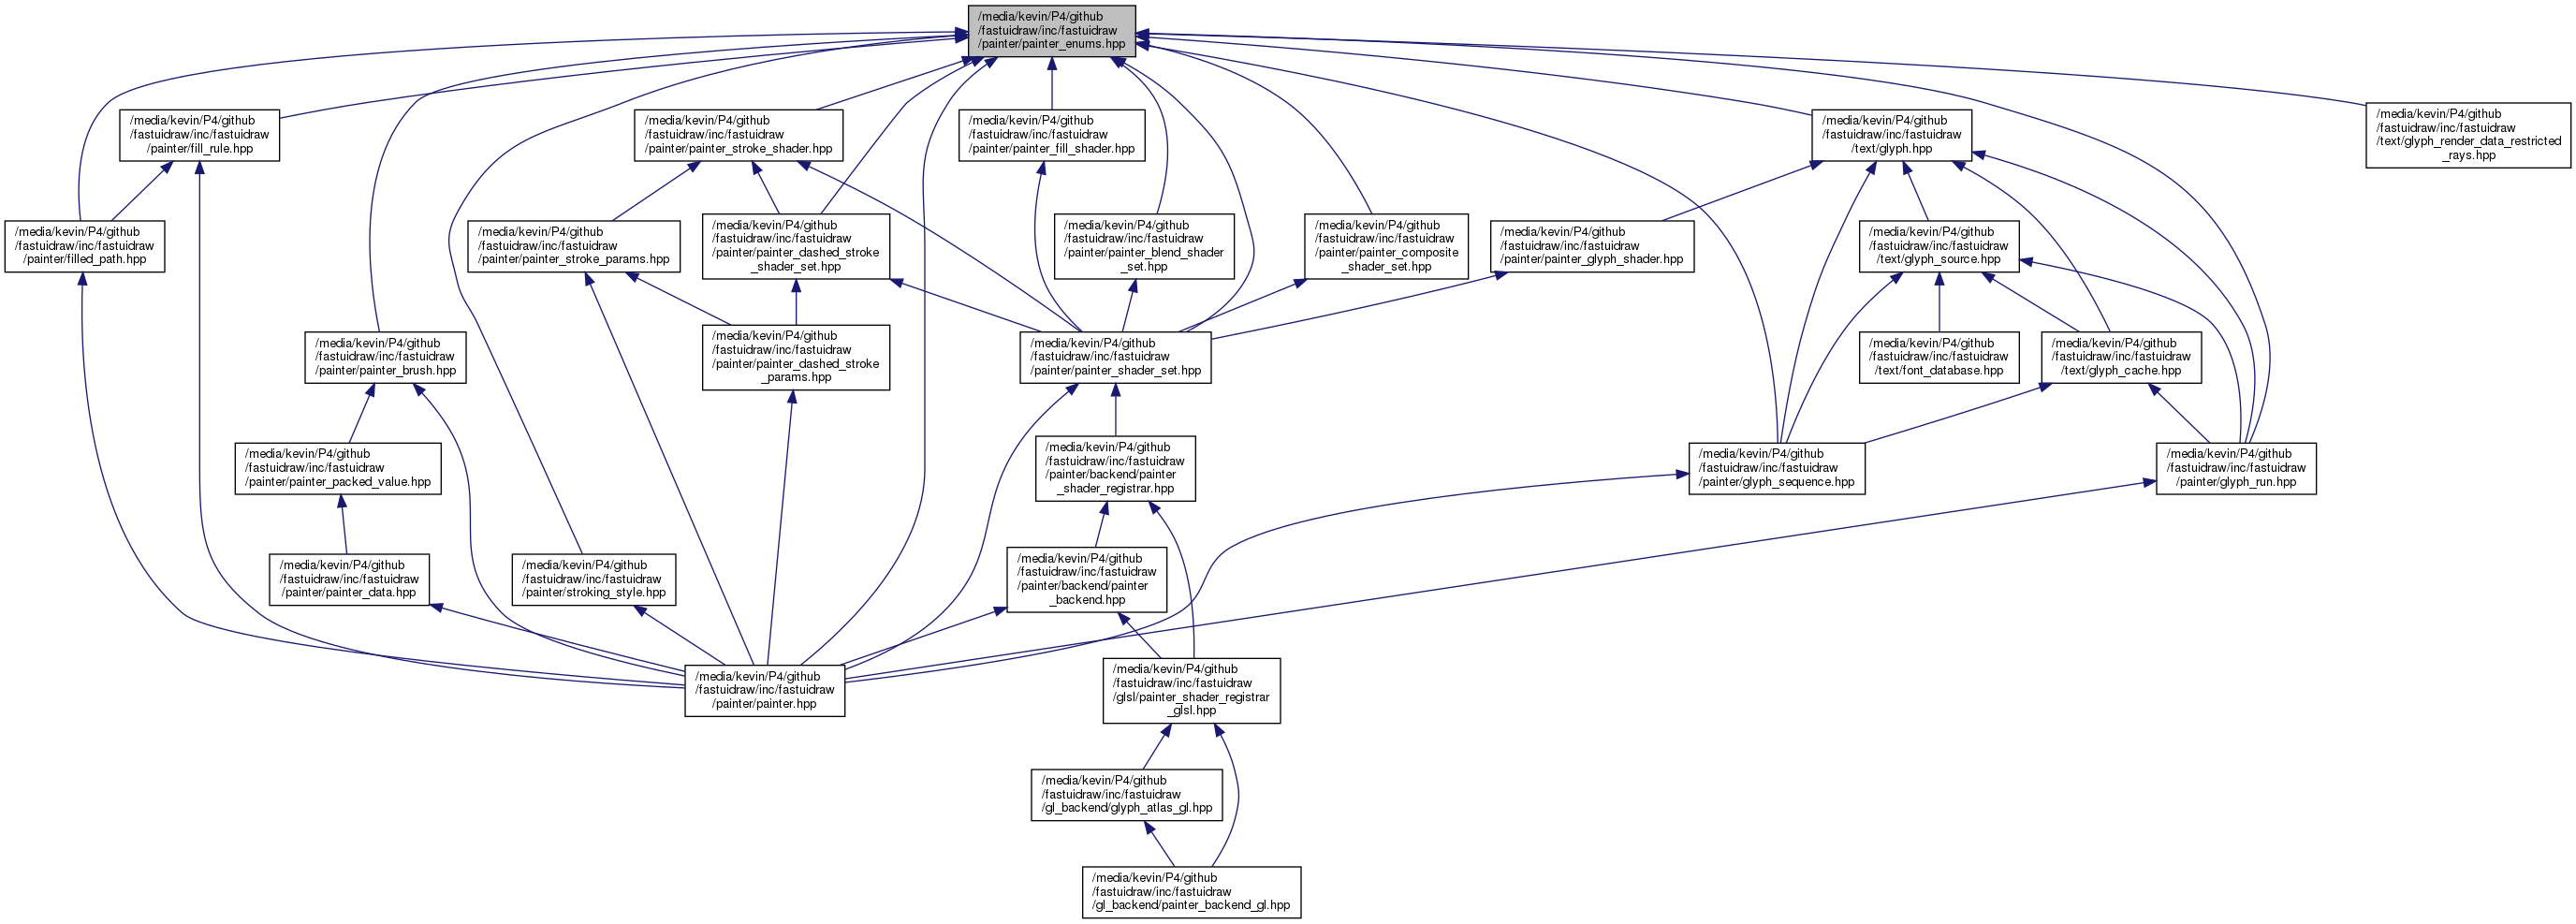 /media/kevin/P4/github
/fastuidraw/inc/fastuidraw
/painter/painter_enums.hpp
/media/kevin/P4/github
/fastuidraw/inc/fastuidraw
/painter/fill_rule.hpp
/media/kevin/P4/github
/fastuidraw/inc/fastuidraw
/painter/painter_stroke_shader.hpp
/media/kevin/P4/github
/fastuidraw/inc/fastuidraw
/painter/painter_fill_shader.hpp
/media/kevin/P4/github
/fastuidraw/inc/fastuidraw
/text/glyph.hpp
/media/kevin/P4/github
/fastuidraw/inc/fastuidraw
/text/glyph_render_data_restricted
_rays.hpp
/media/kevin/P4/github
/fastuidraw/inc/fastuidraw
/painter/filled_path.hpp
/media/kevin/P4/github
/fastuidraw/inc/fastuidraw
/painter/painter_stroke_params.hpp
/media/kevin/P4/github
/fastuidraw/inc/fastuidraw
/painter/painter_dashed_stroke
_shader_set.hpp
/media/kevin/P4/github
/fastuidraw/inc/fastuidraw
/painter/painter_blend_shader
_set.hpp
/media/kevin/P4/github
/fastuidraw/inc/fastuidraw
/painter/painter_composite
_shader_set.hpp
/media/kevin/P4/github
/fastuidraw/inc/fastuidraw
/painter/painter_glyph_shader.hpp
/media/kevin/P4/github
/fastuidraw/inc/fastuidraw
/text/glyph_source.hpp
/media/kevin/P4/github
/fastuidraw/inc/fastuidraw
/painter/painter_brush.hpp
/media/kevin/P4/github
/fastuidraw/inc/fastuidraw
/painter/painter_dashed_stroke
_params.hpp
/media/kevin/P4/github
/fastuidraw/inc/fastuidraw
/painter/painter_shader_set.hpp
/media/kevin/P4/github
/fastuidraw/inc/fastuidraw
/text/font_database.hpp
/media/kevin/P4/github
/fastuidraw/inc/fastuidraw
/text/glyph_cache.hpp
/media/kevin/P4/github
/fastuidraw/inc/fastuidraw
/painter/painter_packed_value.hpp
/media/kevin/P4/github
/fastuidraw/inc/fastuidraw
/painter/backend/painter
_shader_registrar.hpp
/media/kevin/P4/github
/fastuidraw/inc/fastuidraw
/painter/glyph_sequence.hpp
/media/kevin/P4/github
/fastuidraw/inc/fastuidraw
/painter/glyph_run.hpp
/media/kevin/P4/github
/fastuidraw/inc/fastuidraw
/painter/painter_data.hpp
/media/kevin/P4/github
/fastuidraw/inc/fastuidraw
/painter/stroking_style.hpp
/media/kevin/P4/github
/fastuidraw/inc/fastuidraw
/painter/backend/painter
_backend.hpp
/media/kevin/P4/github
/fastuidraw/inc/fastuidraw
/painter/painter.hpp
/media/kevin/P4/github
/fastuidraw/inc/fastuidraw
/glsl/painter_shader_registrar
_glsl.hpp
/media/kevin/P4/github
/fastuidraw/inc/fastuidraw
/gl_backend/glyph_atlas_gl.hpp
/media/kevin/P4/github
/fastuidraw/inc/fastuidraw
/gl_backend/painter_backend_gl.hpp